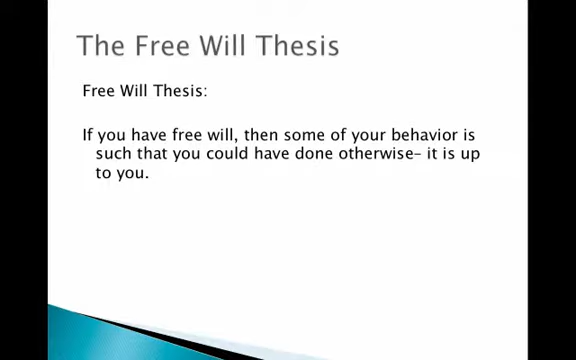 The Free Will Thesis
Free Will Thesis:
If you have free will, then some of your behavior is
such that you could have done otherwise– it is up
to you.